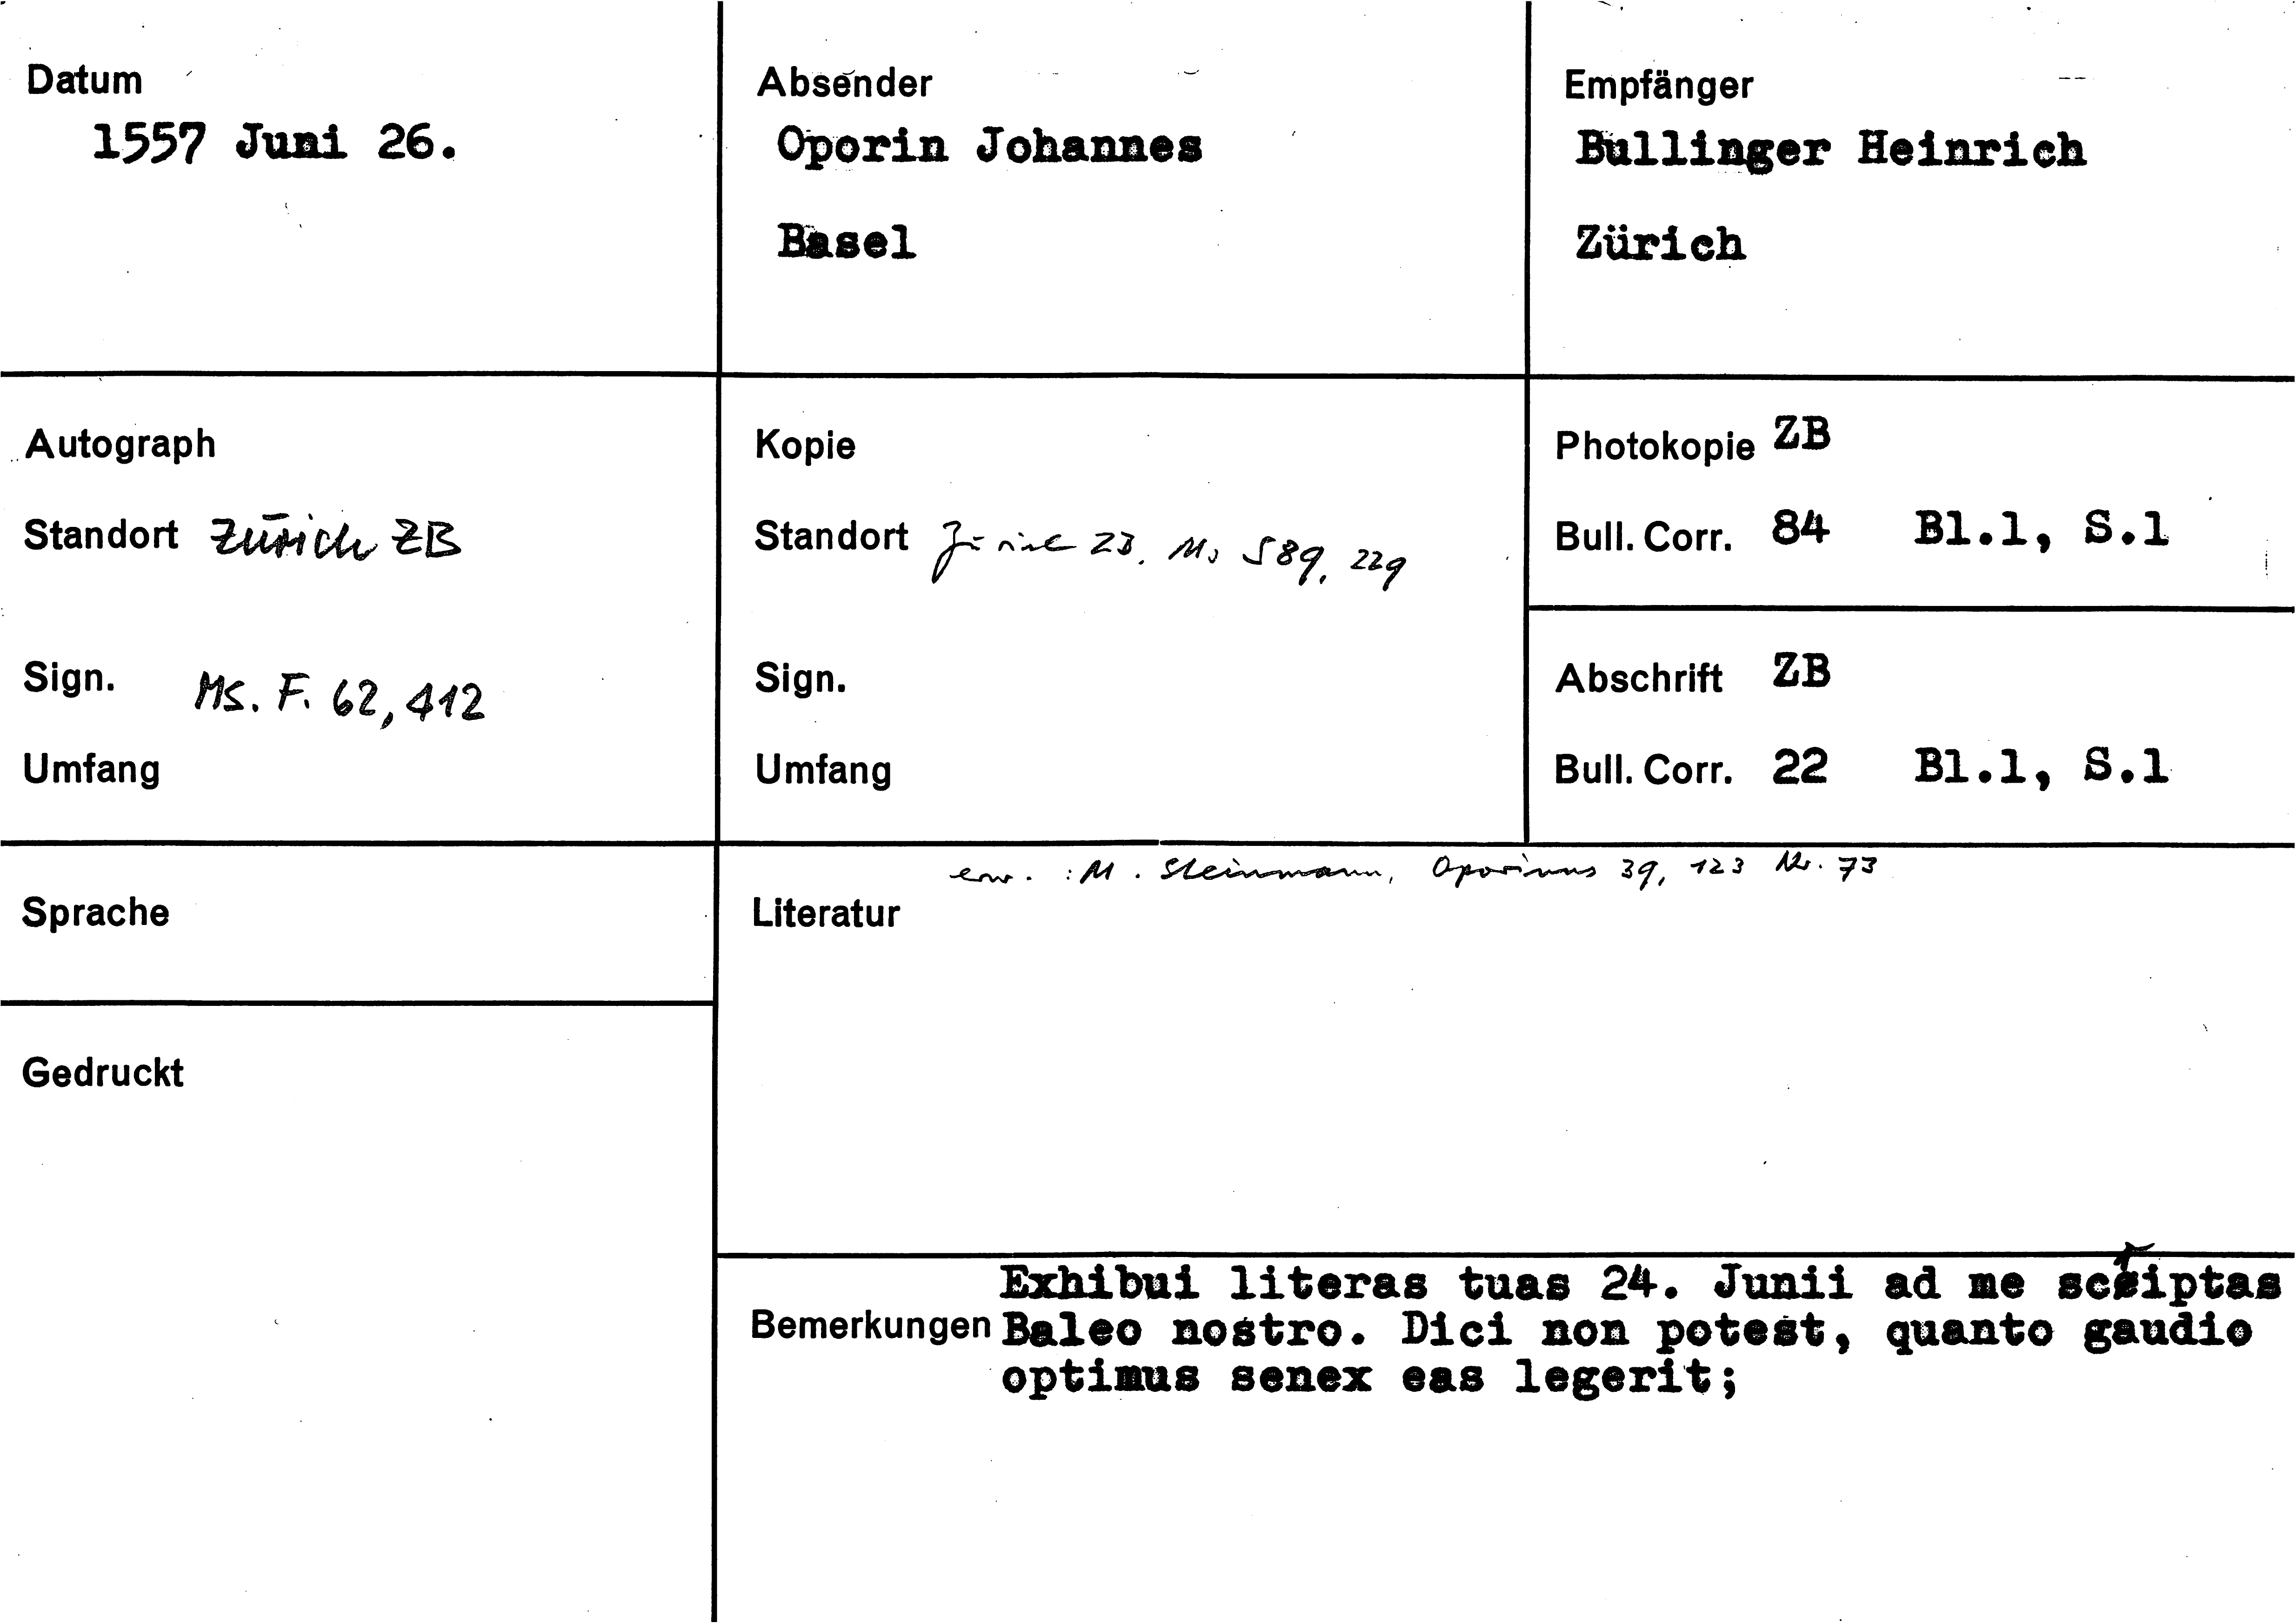 Datum
1557 Juni 26.
Absender
Oporin Johannes
Basel
Empfänger
Bullinger Heinrich
Zürich
Autograph
Standort Zürich ZB
Sign. MS. F. 62, 412
Umfang
Kopie
Standort Zürich ZB. Ms S 89, 229
Sign.
Umfang
Photokopie ZB
Bull. Corr. 84 Bl.1, S.1
Abschrift ZB
Bull. Corr. 22 Bl.1, S.1
Sprache
Gedruckt
erw. : M. Steinmann, Oporinus 39, 123 Nr. 73
Literatur
Exhibui literas tuas 24. Junii ad me scriptas
Bemerkungen Baleo nostro. Dici non potest, quanto gaudio
optimus senex eas legerit;